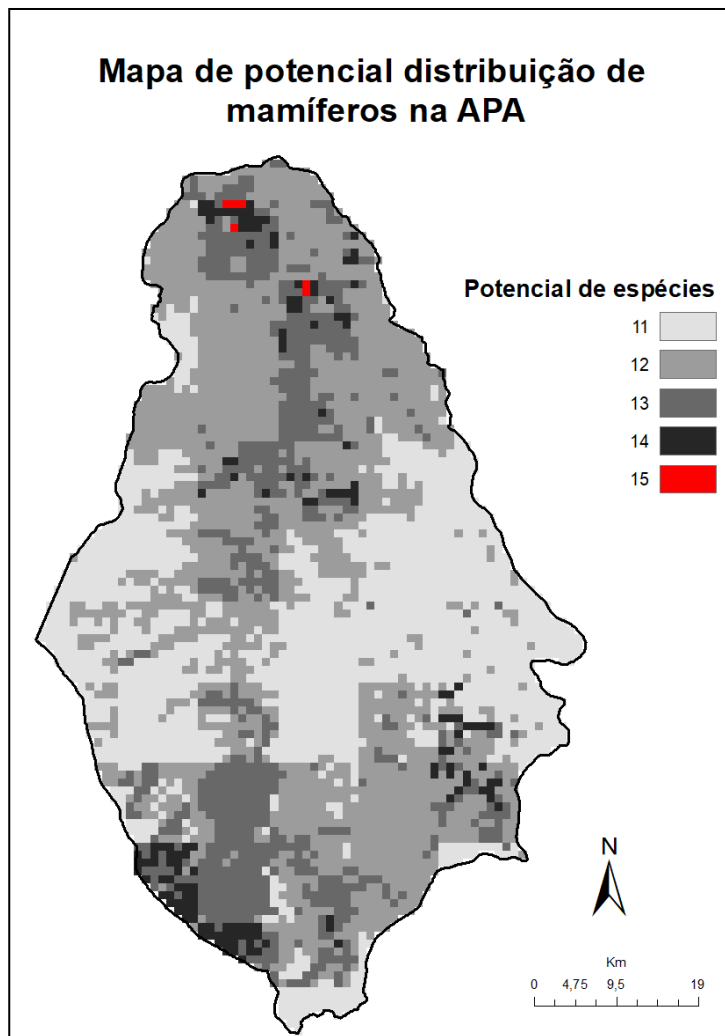 Mapa de potencial distribuição de
mamíferos na APA
Potencial de espécies
11
12
13
14
15
N
Km
0 4,75 9,5 19